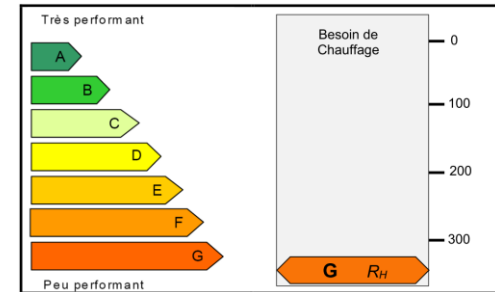 Très performant
A
B
C
D
E
F
G
Peu performant
Besoin de
Chauffage
0
100
200
300
G RH